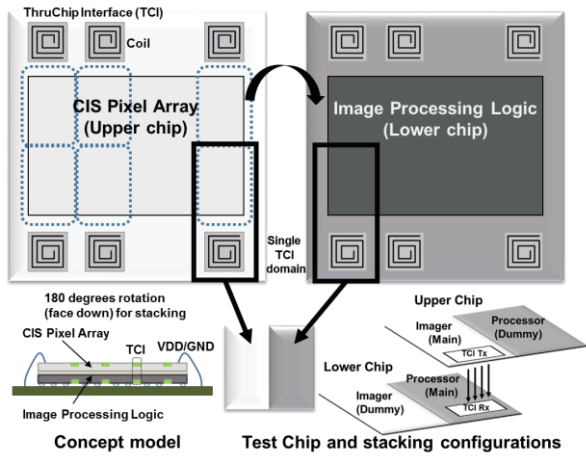 ThruChip Interface (TCI)
Coil
CIS Pixel Array
(Upper chip)
Image Processing Logic
(Lower chip)
Single
TCI
domain
180 degrees rotation
(face down) for stacking
CIS Pixel Array
TCI
VDD/GND
Image Processing Logic
Concept model
Upper Chip
Imager
(Main)
Processor
(Dummy)
TCI Tx
Lower Chip
Processor
(Main)
Imager
(Dummy)
TCI Rx
Test Chip and stacking configurations